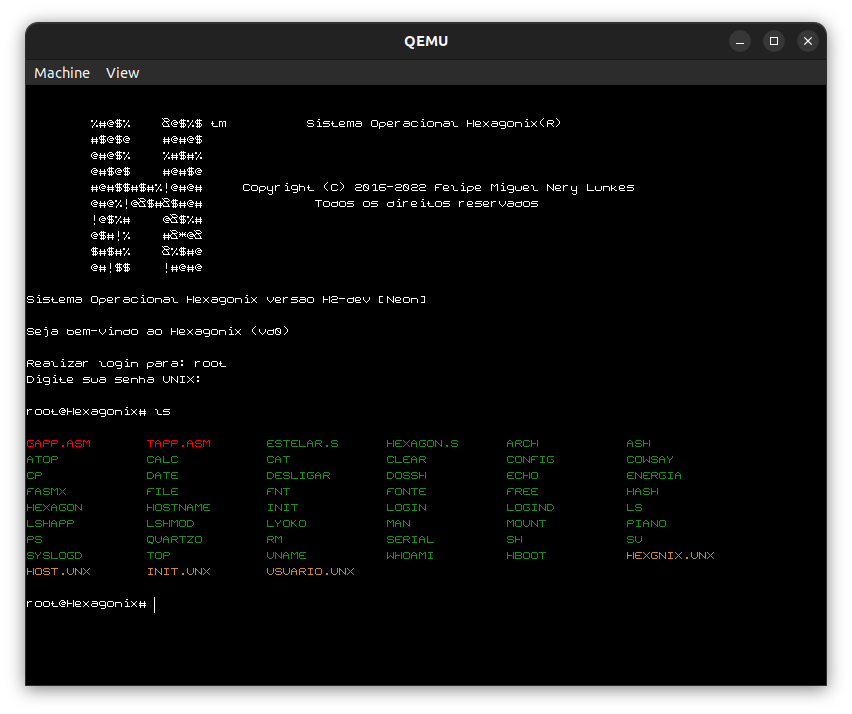 QEMU
Machine View
%#@$% &@$%$ tm Sistema Operacional Hexagonix(R)
#$@$@ #@#@$
@#@$% %#$#%
@#$@$ #@#$@
#@#$$#$#%!@#@# Copyright (C) 2016-2022 Felipe Miguel Nery Lunkes
@#@%!@&$#&$#@# Todos os direitos reservados
!@$%# @&$%#
@$#!% #&*@&
$#$#% &%$#@
@#!$$ !#@#@
Sistema Operacional Hexagonix versao H2-dev [Neon]
Seja bem-vindo ao Hexagonix (vd0)
Realizar login para: root
Digite sua senha UNIX:
root@Hexagonix# ls
GAPP.ASM TAPP.ASM ESTELAR.S HEXAGON.S ARCH ASH
ATOP CALC CAT CLEAR CONFIG COWSAY
CP DATE DESLIGAR DOSSH ECHO ENERGIA
FASMX FILE FNT FONTE FREE HASH
HEXAGON HOSTNAME INIT LOGIN LOGIND LS
LSHAPP LSHMOD LYOKO MAN MOUNT PIANO
PS QUARTZO RM SERIAL SH SU
SYSLOGD TOP UNAME WHOAMI HBOOT HEXGNIX.UNX
HOST.UNX INIT.UNX USUARIO.UNX
root@Hexagonix#